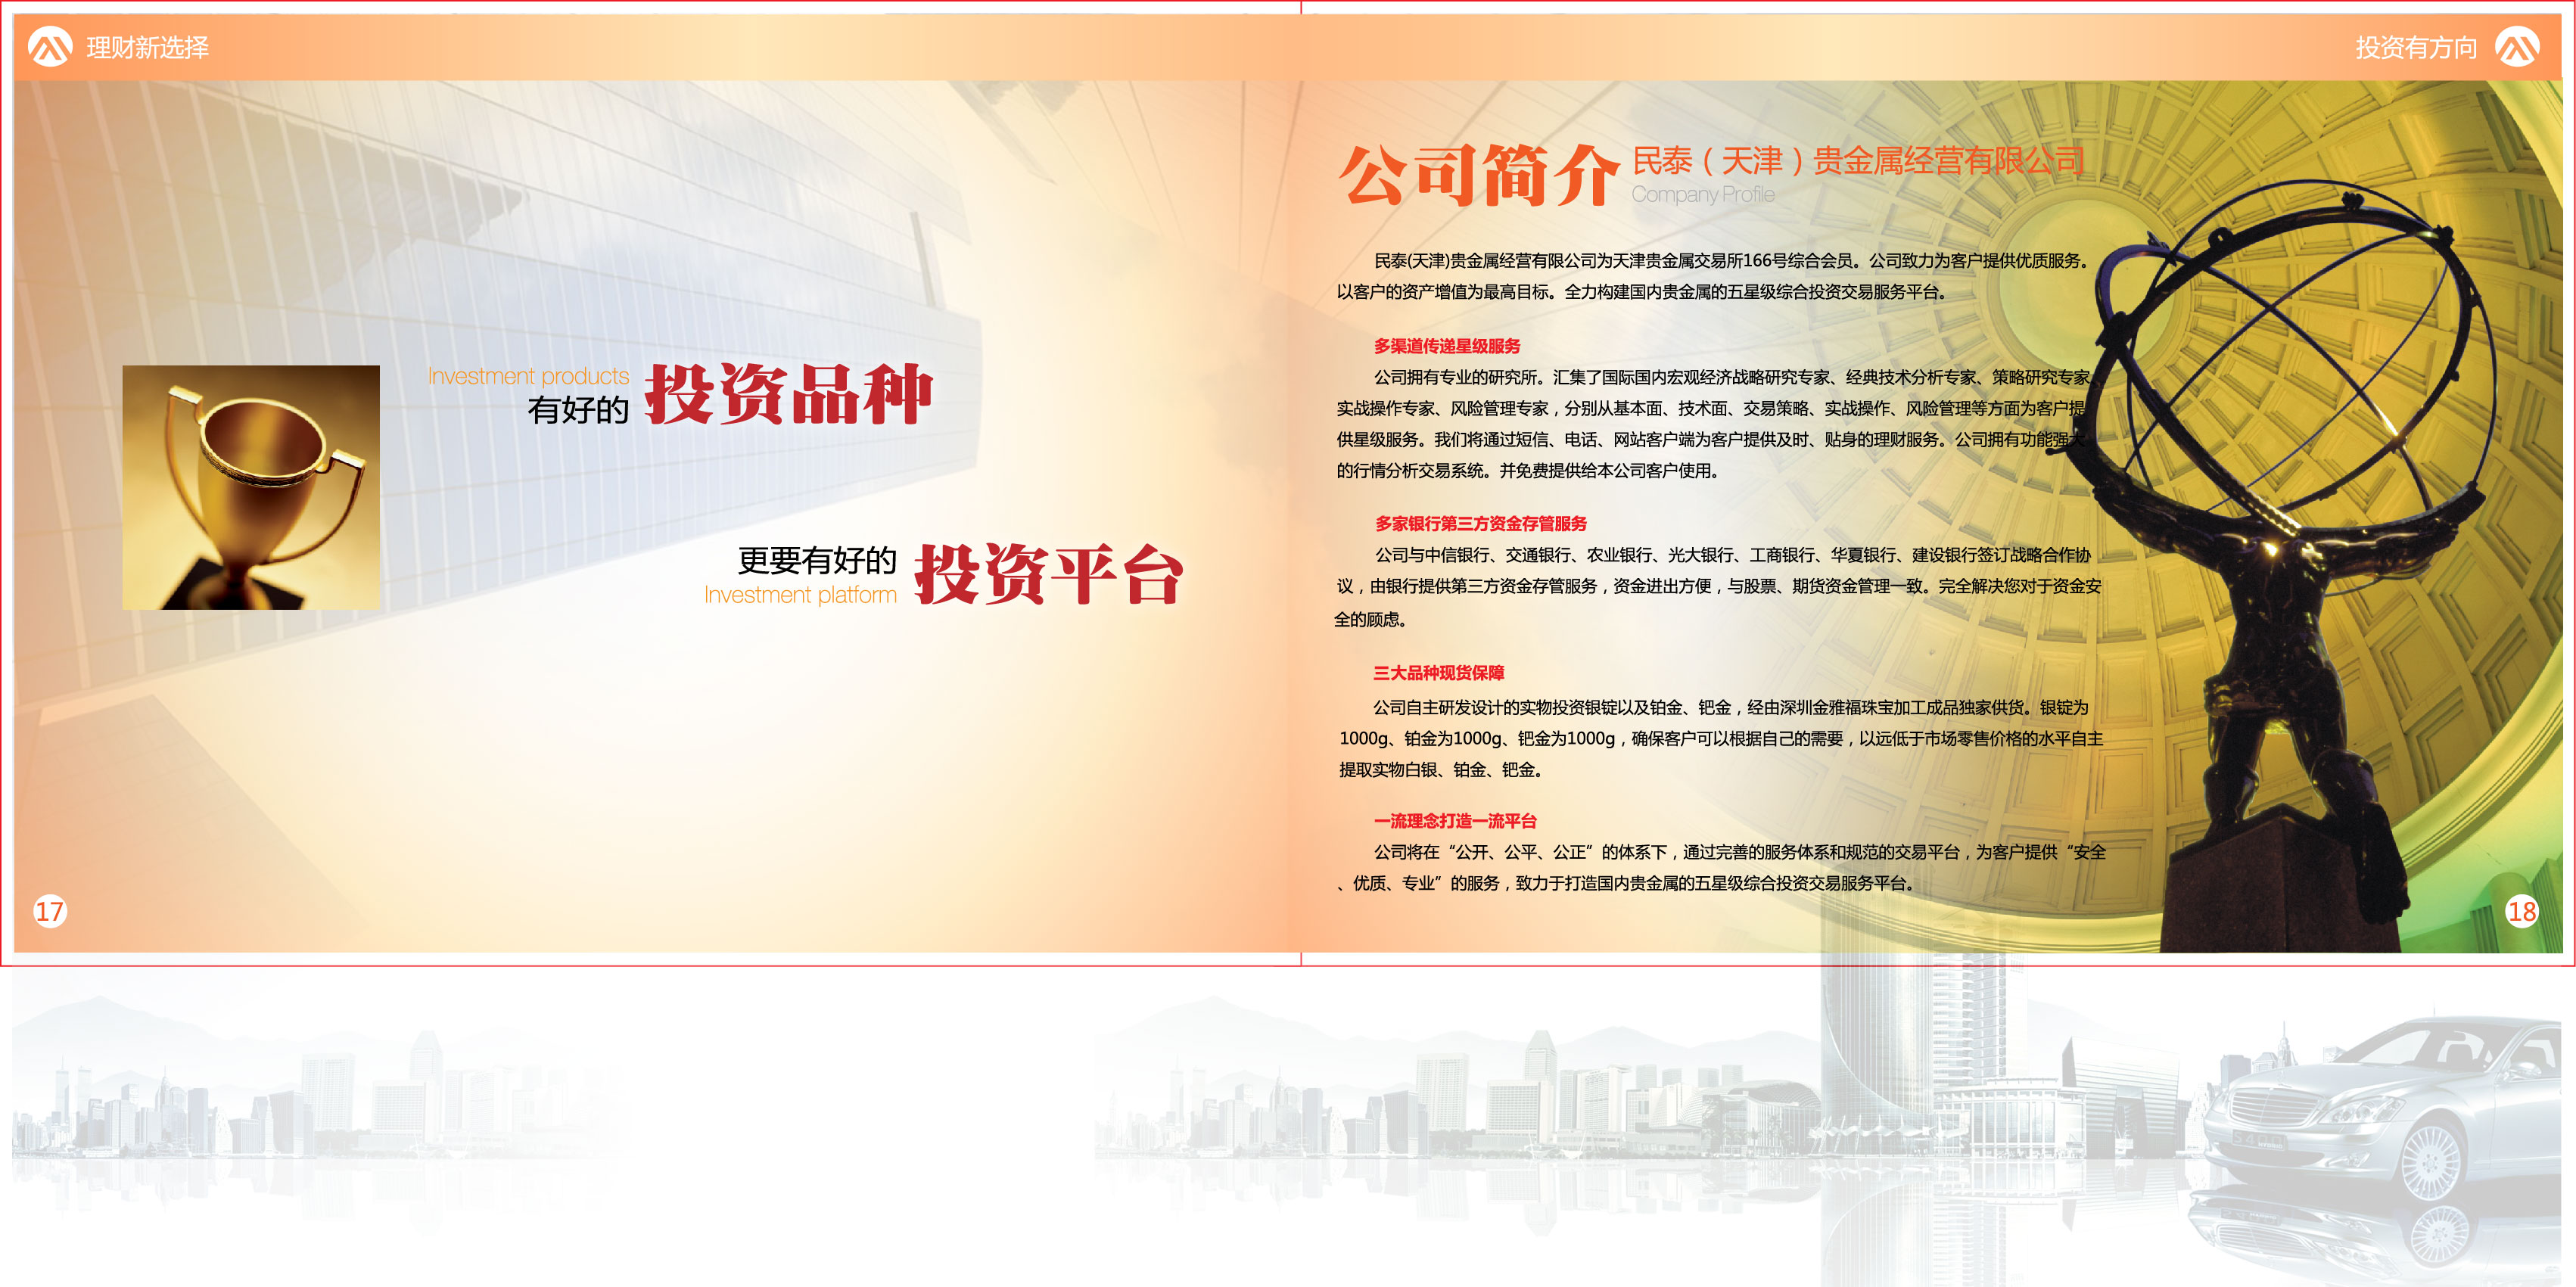 理财新选择
投资有方向
Investment products
有好的 投资品种
更要有好的 投资平台
Investment platform
17
公司简介 民泰（天津）贵金属经营有限公司
Company Profile
民泰(天津)贵金属经营有限公司为天津贵金属交易所166号综合会员。公司致力为客户提供优质服务。
以客户的资产增值为最高目标。全力构建国内贵金属的五星级综合投资交易服务平台。
多渠道传递星级服务
公司拥有专业的研究所。汇集了国际国内宏观经济战略研究专家、经典技术分析专家、策略研究专家、
实战操作专家、风险管理专家，分别从基本面、技术面、交易策略、实战操作、风险管理等方面为客户提
供星级服务。我们将通过短信、电话、网站客户端为客户提供及时、贴身的理财服务。公司拥有功能强大
的行情分析交易系统。并免费提供给本公司客户使用。
多家银行第三方资金存管服务
公司与中信银行、交通银行、农业银行、光大银行、工商银行、华夏银行、建设银行签订战略合作协
议，由银行提供第三方资金存管服务，资金进出方便，与股票、期货资金管理一致。完全解决您对于资金安
全的顾虑。
三大品种现货保障
公司自主研发设计的实物投资银锭以及铂金、钯金，经由深圳金雅福珠宝加工成品独家供货。银锭为
1000g、铂金为1000g、钯金为1000g，确保客户可以根据自己的需要，以远低于市场零售价格的水平自主
提取实物白银、铂金、钯金。
一流理念打造一流平台
公司将在“公开、公平、公正”的体系下，通过完善的服务体系和规范的交易平台，为客户提供“安全
、优质、专业”的服务，致力于打造国内贵金属的五星级综合投资交易服务平台。
18